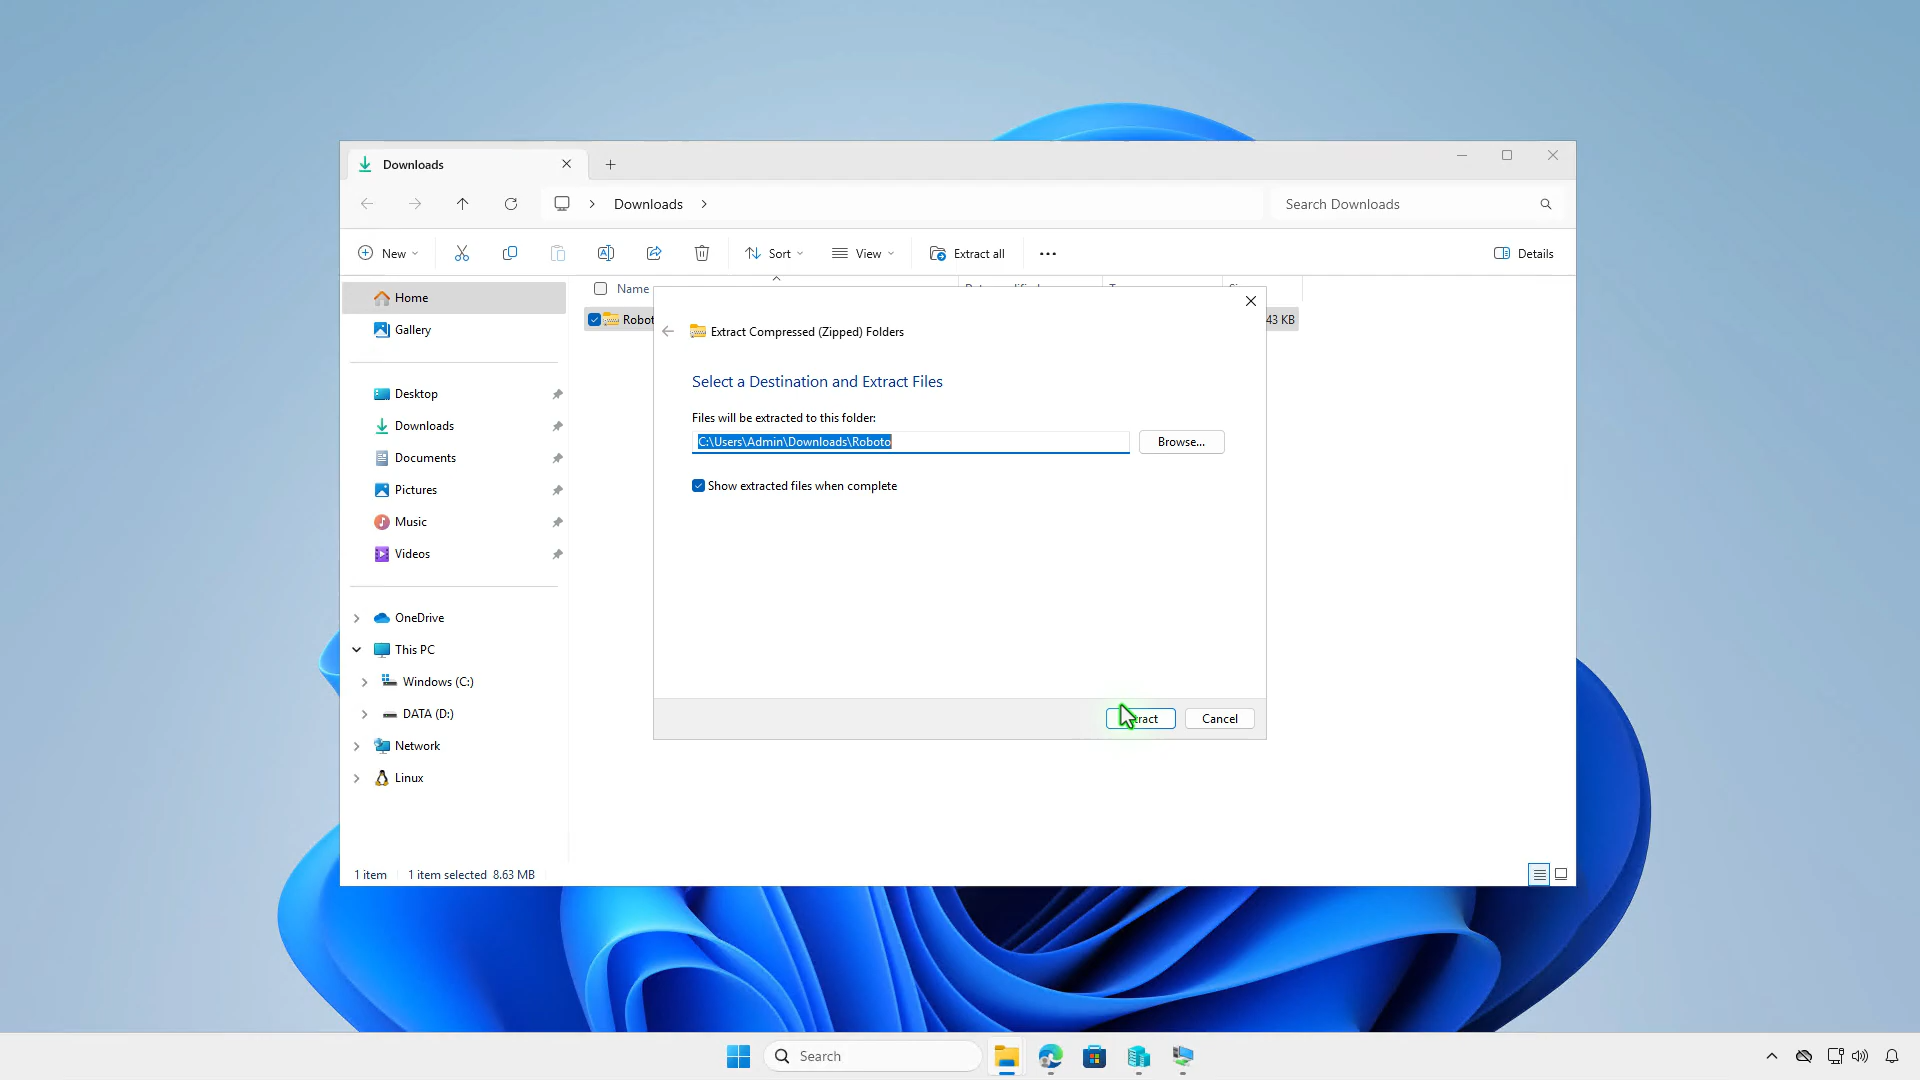 Downloads
Downloads
Search Downloads
New
Sort
View
Extract all
Details
Name
Home
Gallery
Desktop
Downloads
Documents
Pictures
Music
Videos
OneDrive
This PC
Windows (C:)
DATA (D:)
Network
Linux
Robot
43 KB
Extract Compressed (Zipped) Folders
Select a Destination and Extract Files
Files will be extracted to this folder:
C:\Users\Admin\Downloads\Roboto
Browse...
Show extracted files when complete
Cancel
1 item
1 item selected 8.63 MB
Search